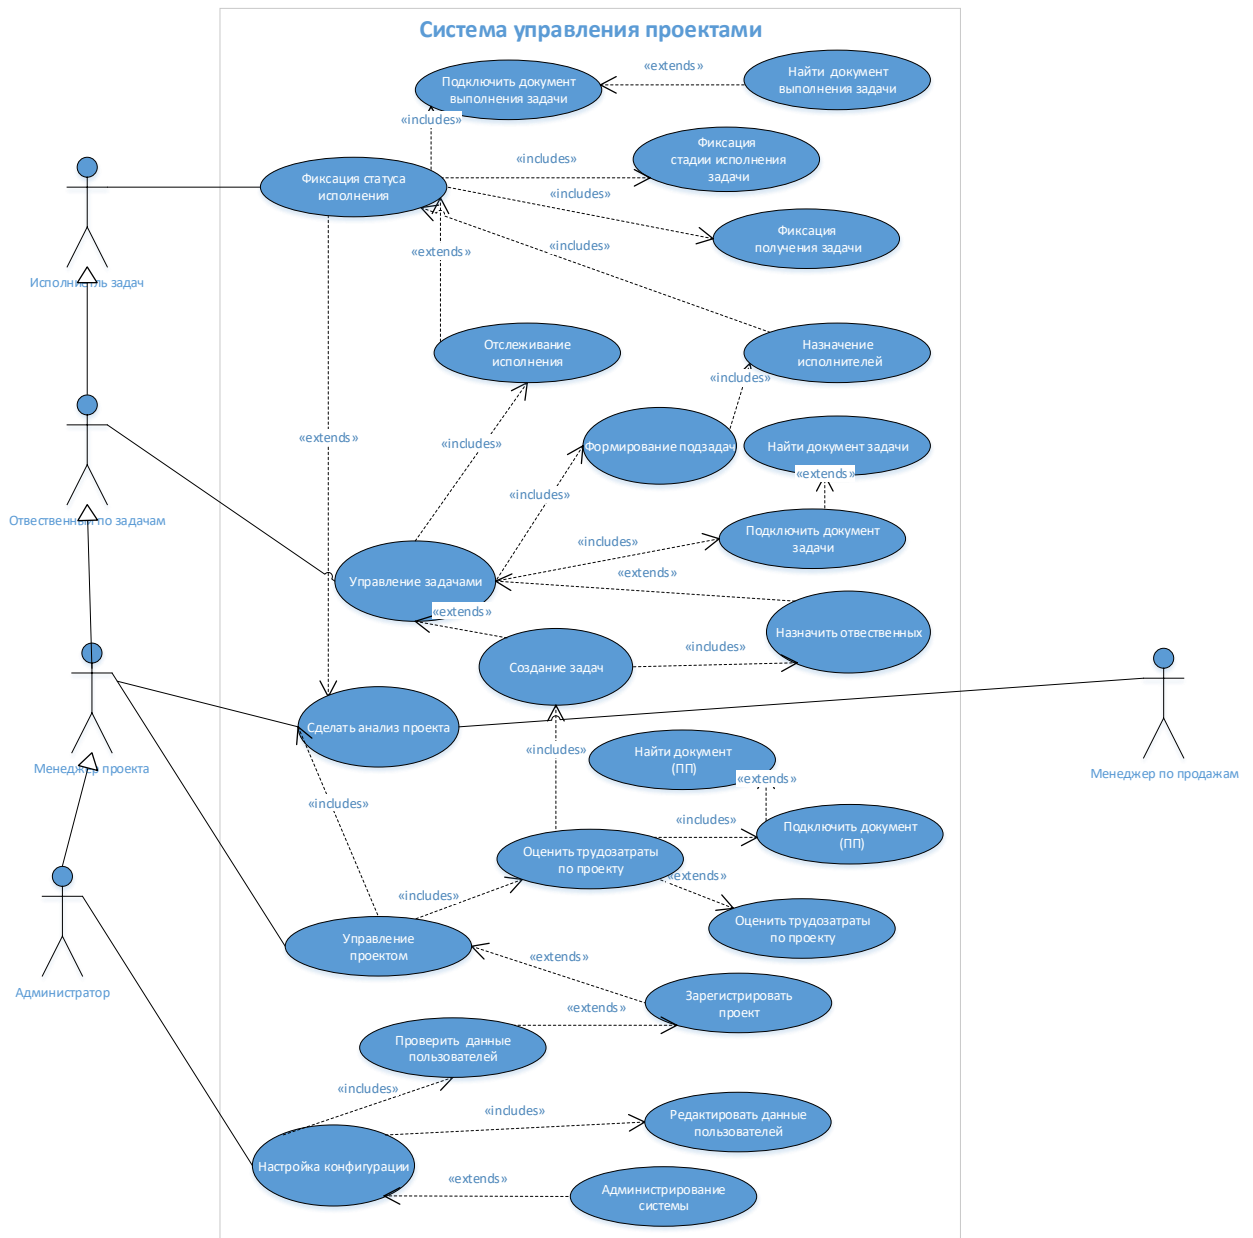 Система управления проектами
Подключить документ
выполнения задачи
«extends»
Найти документ
выполнения задачи
«includes»
Фиксация
стадии исполнения
задачи
«includes»
Фиксация статуса
исполнения
«includes»
Фиксация
получения задачи
«includes»
«extends»
Исполнитель задач
Отслеживание
исполнения
Назначение
исполнителей
«includes»
«extends»
«includes»
Формирование подзадач
Найти документ задачи
«extends»
«includes»
Отвественный по задачам
Подключить документ
задачи
«includes»
«extends»
Управление задачами
«extends»
Назначить отвественных
«includes»
Создание задач
Сделать анализ проекта
«includes»
Найти документ
(ПП)
«extends»
Менеджер проекта
Менеджер по продажам
«includes»
«includes»
Подключить документ
(ПП)
Оценить трудозатраты
по проекту
«extends»
«includes»
Оценить трудозатраты
по проекту
Управление
проектом
«extends»
Администратор
Зарегистрировать
проект
«extends»
Проверить данные
пользователей
«includes»
«includes»
Редактировать данные
пользователей
Настройка конфигурации
«extends»
Администрирование
системы